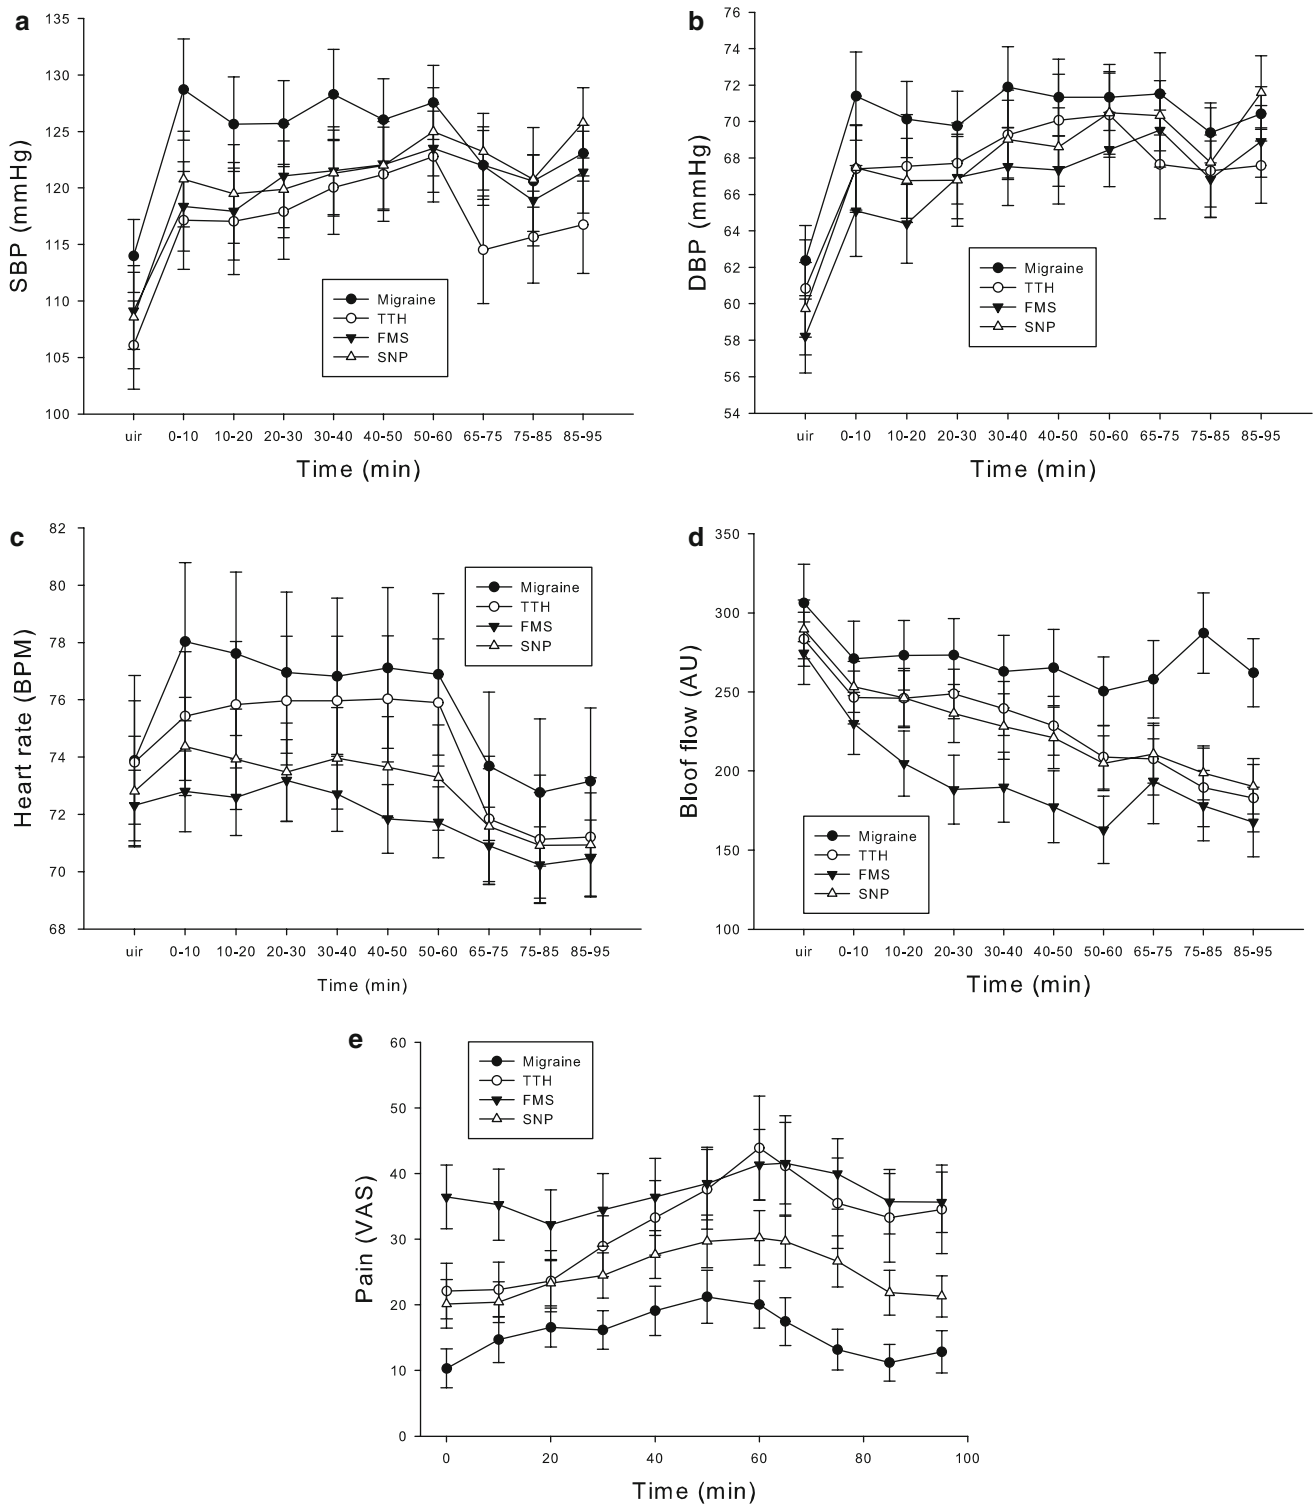 a
135
130
125
120
115
110
105
100
SBP (mmHg)
Migraine
TTH
FMS
SNP
uir 0-10 10-20 20-30 30-40 40-50 50-60 65-75 75-85 85-95
Time (min)
b
76
74
72
70
68
66
64
62
60
58
56
54
DBP (mmHg)
Migraine
TTH
FMS
SNP
uir 0-10 10-20 20-30 30-40 40-50 50-60 65-75 75-85 85-95
Time (min)
c
82
80
78
76
74
72
70
68
Heart rate (BPM)
Migraine
TTH
FMS
SNP
uir 0-10 10-20 20-30 30-40 40-50 50-60 65-75 75-85 85-95
Time (min)
d
350
300
250
200
150
100
Bloof flow (AU)
Migraine
TTH
FMS
SNP
uir 0-10 10-20 20-30 30-40 40-50 50-60 65-75 75-85 85-95
Time (min)
e
60
50
40
30
20
10
0
Pain (VAS)
Migraine
TTH
FMS
SNP
0 20 40 60 80 100
Time (min)